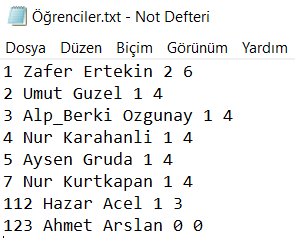 Öğrenciler.txt - Not Defteri
Dosya Düzen Biçim Görünüm Yardım
1 Zafer Ertekin 2 6
2 Umut Guzel 1 4
3 Alp_Berki Ozgunay 1 4
4 Nur Karahanli 1 4
5 Aysen Gruda 1 4
7 Nur Kurtkapan 1 4
112 Hazar Acel 1 3
123 Ahmet Arslan 0 0